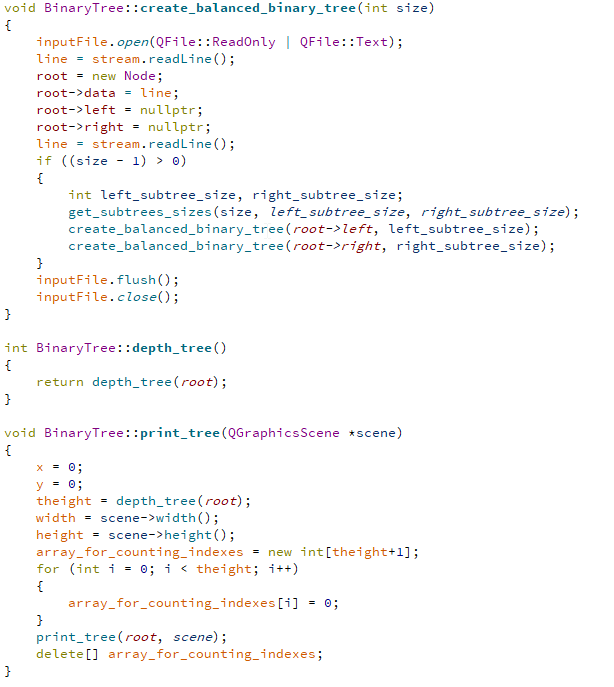 void BinaryTree::create_balanced_binary_tree(int size)
{
    inputFile.open(QFile::ReadOnly | QFile::Text);
    line = stream.readLine();
    root = new Node;
    root->data = line;
    root->left = nullptr;
    root->right = nullptr;
    line = stream.readLine();
    if ((size - 1) > 0)
    {
        int left_subtree_size, right_subtree_size;
        get_subtrees_sizes(size, left_subtree_size, right_subtree_size);
        create_balanced_binary_tree(root->left, left_subtree_size);
        create_balanced_binary_tree(root->right, right_subtree_size);
    }
    inputFile.flush();
    inputFile.close();
}

int BinaryTree::depth_tree()
{
    return depth_tree(root);
}

void BinaryTree::print_tree(QGraphicsScene *scene)
{
    x = 0;
    y = 0;
    theight = depth_tree(root);
    width = scene->width();
    height = scene->height();
    array_for_counting_indexes = new int[theight+1];
    for (int i = 0; i < theight; i++)
    {
        array_for_counting_indexes[i] = 0;
    }
    print_tree(root, scene);
    delete[] array_for_counting_indexes;
}